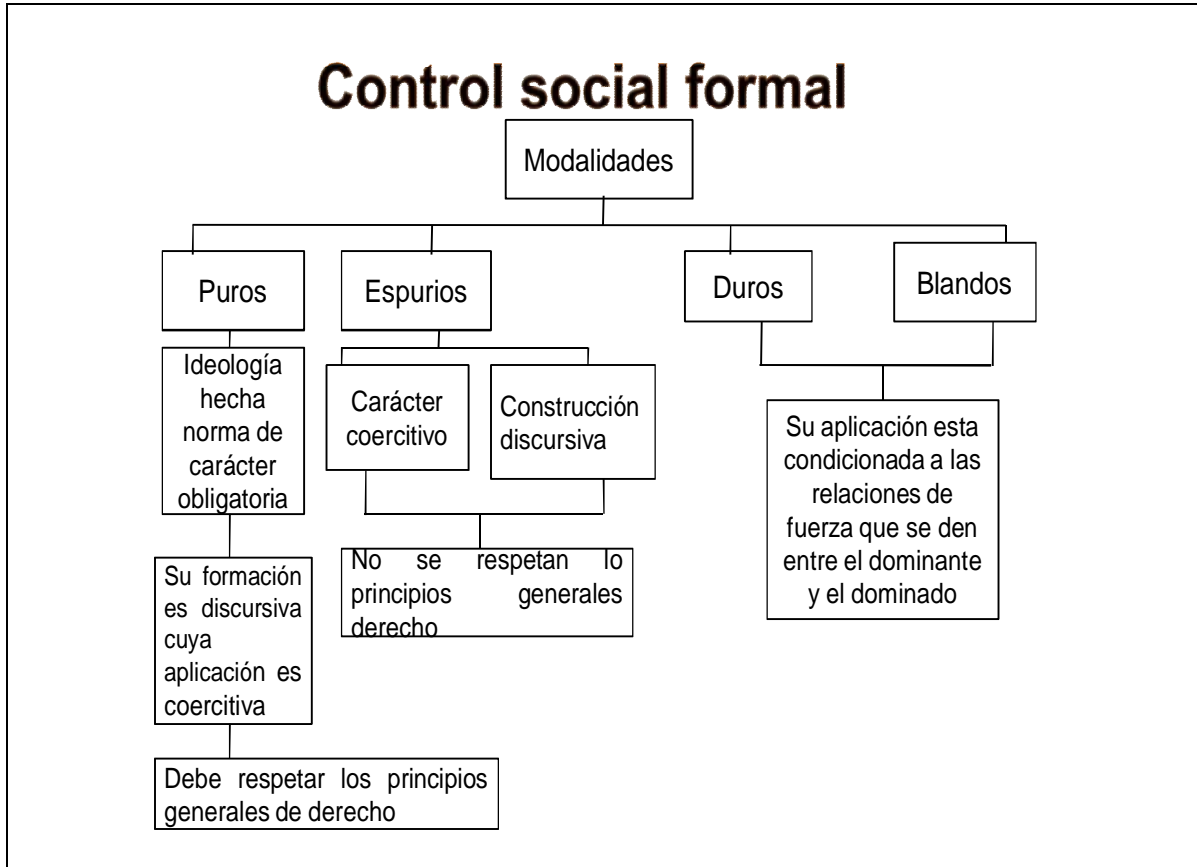 Control social formal
Modalidades
Puros
Espurios
Duros
Blandos
Ideología
hecha
norma de
carácter
obligatoria
Carácter
coercitivo
Construcción
discursiva
Su aplicación esta
condicionada a las
relaciones de
fuerza que se den
entre el dominante
y el dominado
Su formación
es discursiva
cuya
aplicación es
coercitiva
No se respetan lo
principios generales
derecho
Debe respetar los principios
generales de derecho